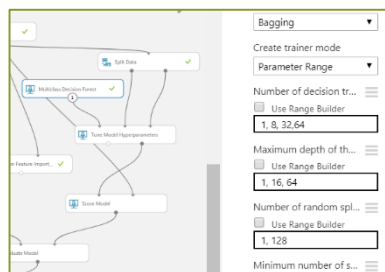 Bagging
Create trainer mode
Parameter Range
Number of decision tr...
Use Range Builder
1, 8, 32,64
Maximum depth of th...
Use Range Builder
1, 16, 64
Number of random spl...
Use Range Builder
1, 128
Minimum number of s...
Split Data
Multiclass Decision Forest
1
Tune Model Hyperparameters
Feature Import...
Score Model
Model